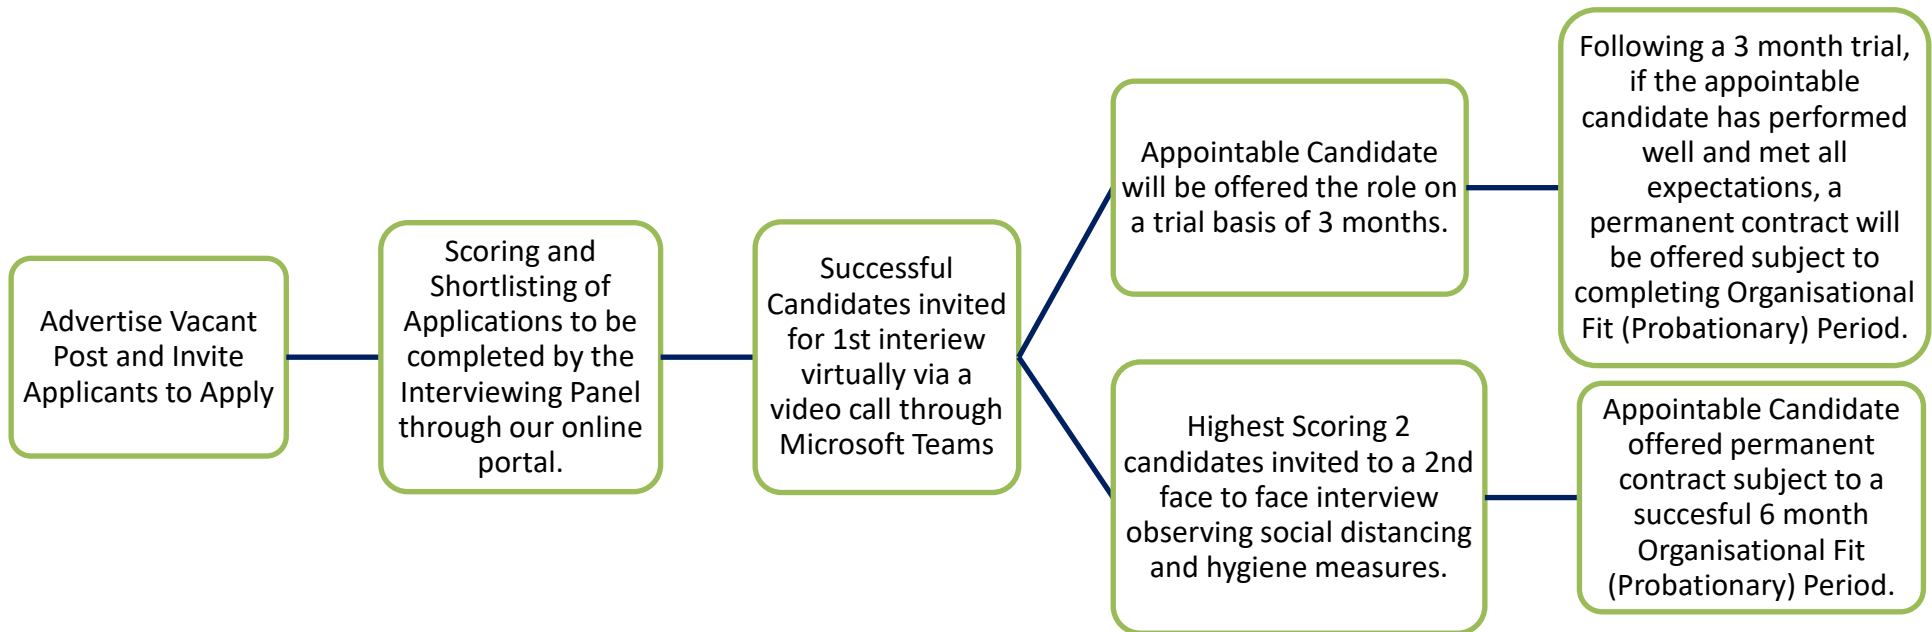 Advertise Vacant
Post and Invite
Applicants to Apply
Scoring and
Shortlisting of
Applications to be
completed by the
Interviewing Panel
through our online
portal.
Successful
Candidates invited
for 1st interiew
virtually via a
video call through
Microsoft Teams
Appointable Candidate
will be offered the role on
a trial basis of 3 months.
Following a 3 month trial,
if the appointable
candidate has performed
well and met all
expectations, a
permanent contract will
be offered subject to
completing Organisational
Fit (Probationary) Period.
Highest Scoring 2
candidates invited to a 2nd
face to face interview
observing social distancing
and hygiene measures.
Appointable Candidate
offered permanant
contract subject to a
succesful 6 month
Organisational Fit
(Probationary) Period.